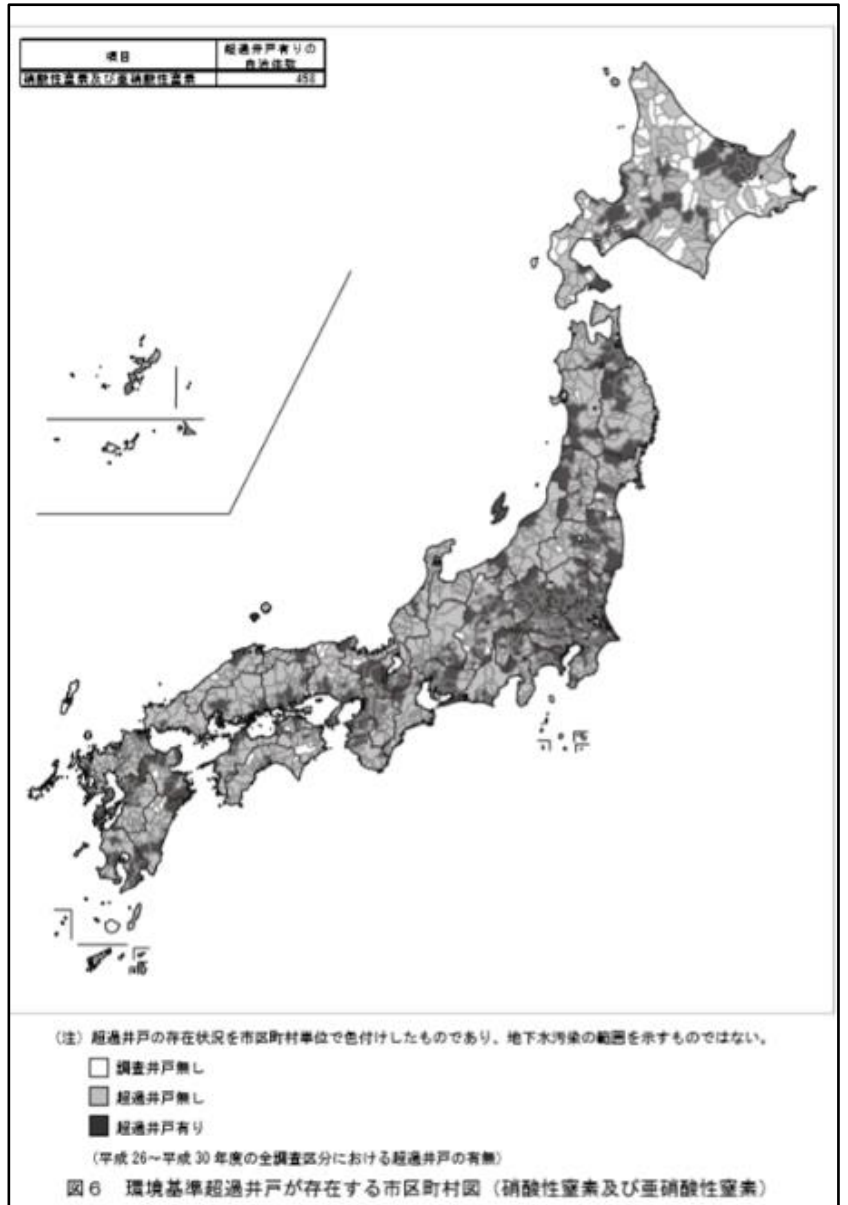 項目
超過井戸有りの
自治体数
硝酸性窒素及び亜硝酸性窒素
458
(注) 超過井戸の存在状況を市区町村単位で色付けしたものであり、地下水汚染の範囲を示すものではない。
調査井戸無し
超過井戸無し
超過井戸有り
(平成 26~平成 30 年度の全調査区分における超過井戸の有無)
図6 環境基準超過井戸が存在する市区町村図(硝酸性窒素及び亜硝酸性窒素)